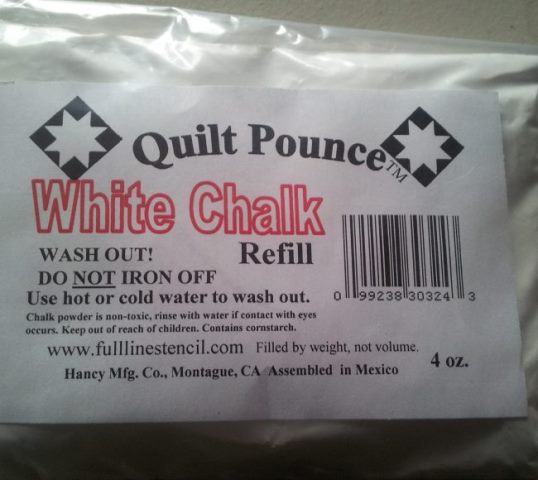 Quilt Pounce™
White Chalk
Refill
WASH OUT!
DO NOT IRON OFF
Use hot or cold water to wash out.
0 99238 30324 3
Chalk powder is non-toxic, rinse with water if contact with eyes
occurs. Keep out of reach of children. Contains cornstarch.
www.fulllinestencil.com Filled by weight, not volume.
4 oz.
Hancy Mfg. Co., Montague, CA Assembled in Mexico